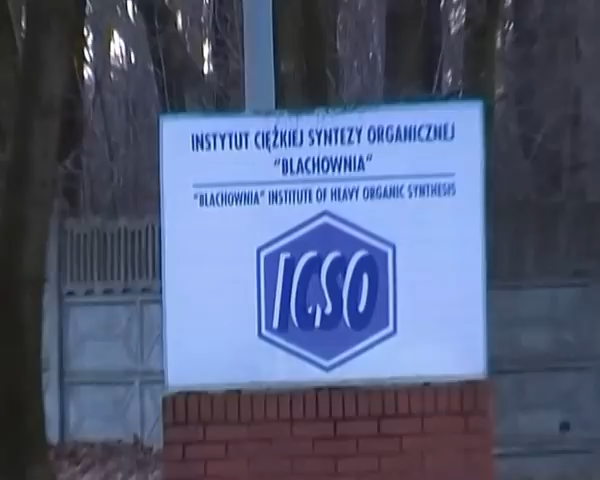 INSTYTUT CIĘŻKIEJ SYNTEZY ORGANICZNEJ
"BLACHOWNIA"
"BLACHOWNIA" INSTITUTE OF HEAVY ORGANIC SYNTHESIS
ICSO